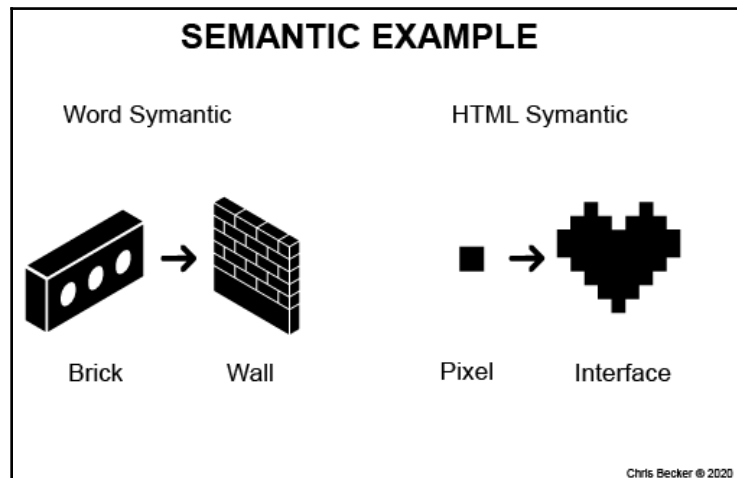 SEMANTIC EXAMPLE
Word Symantic
HTML Symantic
Brick
Wall
Pixel
Interface
Chris Becker ® 2020